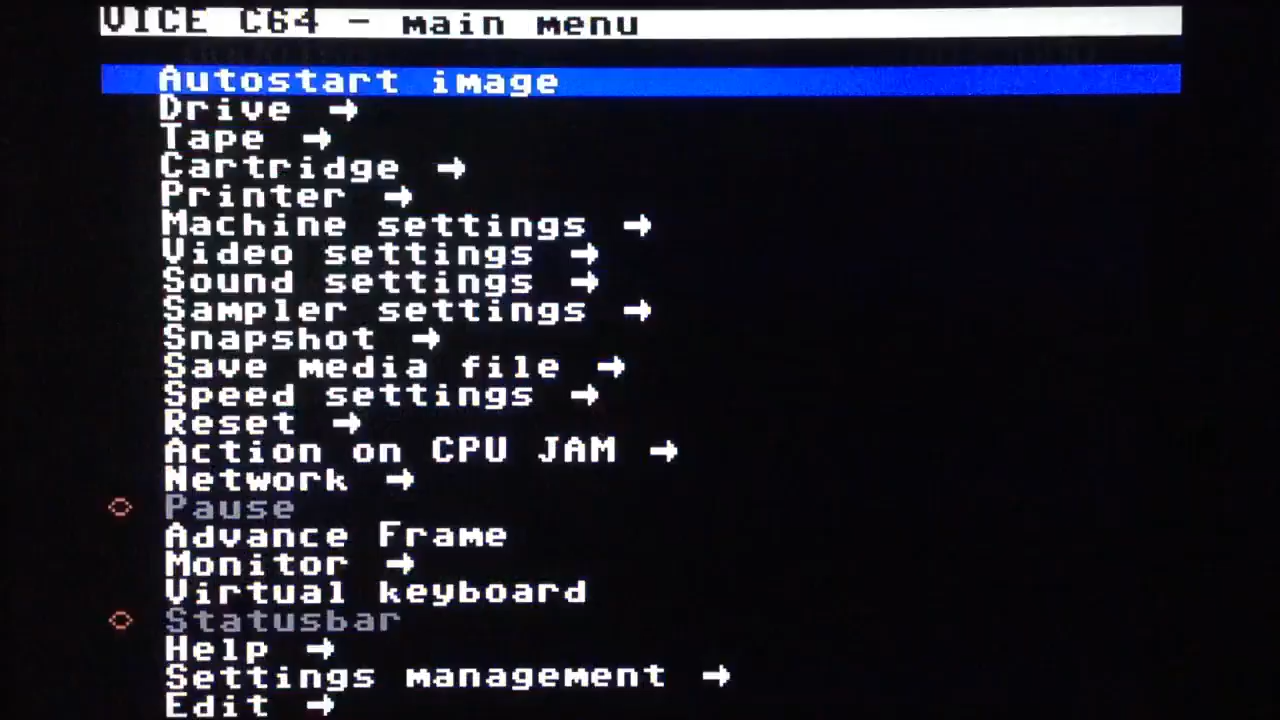 VICE C64 - main menu
Autostart image
Drive →
Tape →
Cartridge →
Printer →
Machine settings →
Video settings →
Sound settings →
Sampler settings →
Snapshot →
Save media file →
Speed settings →
Reset →
Action on CPU JAM →
Network →
Pause
Advance Frame
Monitor →
Virtual keyboard
Statusbar
Help →
Settings management →
Edit →